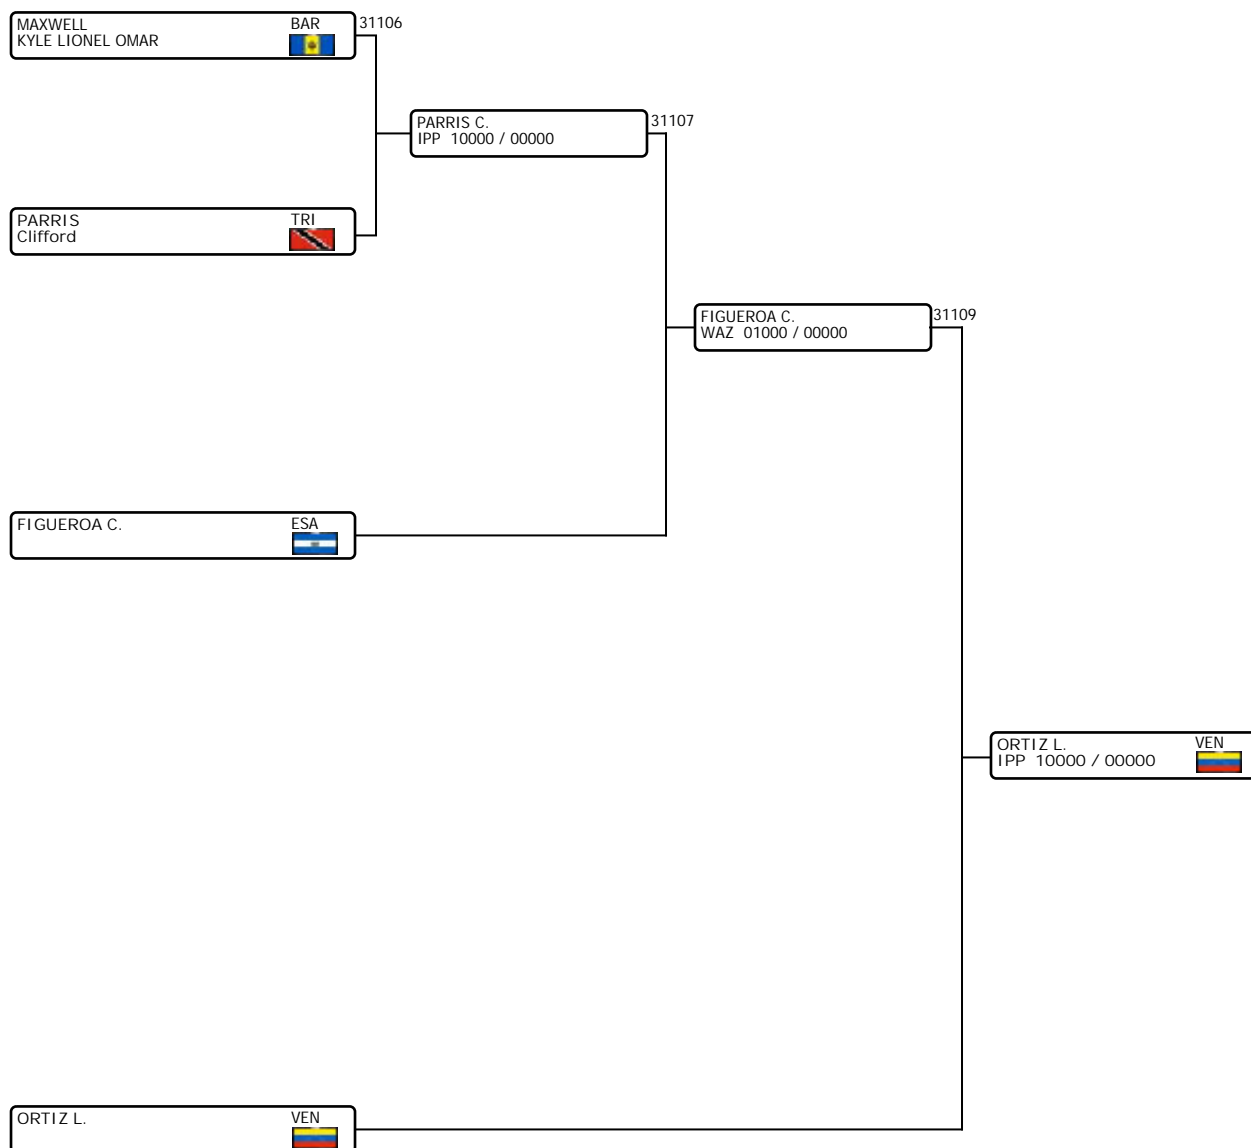 MAXWELL BAR 31106
KYLE LIONEL OMAR
PARRIS C. 31107
IPP 10000 / 00000
PARRIS TRI
Clifford
FIGUEROA C. 31109
WAZ 01000 / 00000
FIGUEROA C. ESA
ORTIZ L. VEN
IPP 10000 / 00000
ORTIZ L. VEN